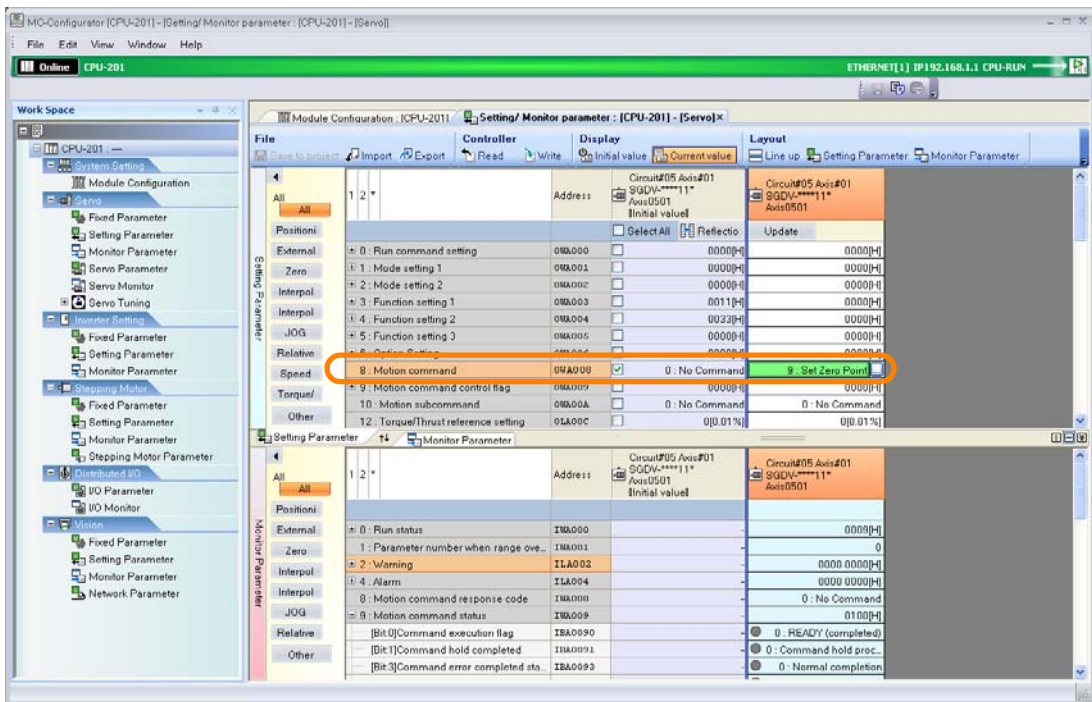 MC-Configurator [CPU-201] - [Setting/ Monitor parameter : [CPU-201] - [Servo]]
File Edit View Window Help
Online CPU-201 ETHERNET[1] IP192.168.1.1 CPU-RUN
Work Space
Module Configuration : [CPU-201] Setting/ Monitor parameter : [CPU-201] - [Servo]
File Controller Display Layout
Save to project Import Export Read Write Initial value Current value Line up Setting Parameter Monitor Parameter
CPU-201 : —
System Setting
Module Configuration
Servo
Fixed Parameter
Setting Parameter
Monitor Parameter
Servo Parameter
Servo Monitor
Servo Tuning
Inverter Setting
Fixed Parameter
Setting Parameter
Monitor Parameter
Stepping Motor
Fixed Parameter
Setting Parameter
Monitor Parameter
Stepping Motor Parameter
Distributed I/O
I/O Parameter
I/O Monitor
Vision
Fixed Parameter
Setting Parameter
Monitor Parameter
Network Parameter
Setting Parameter
All
All
Positioni
External
Zero
Interpol
Interpol
JOG
Relative
Speed
Torque/
Other
1 2 * Address
Circuit#05 Axis#01
SGDV-****11*
Axis0501
[Initial value]
Circuit#05 Axis#01
SGDV-****11*
Axis0501
Select All Reflectio Update
0 : Run command setting OWA000 0000[H] 0000[H]
1 : Mode setting 1 OWA001 0000[H] 0000[H]
2 : Mode setting 2 OWA002 0000[H] 0000[H]
3 : Function setting 1 OWA003 0011[H] 0000[H]
4 : Function setting 2 OWA004 0033[H] 0000[H]
5 : Function setting 3 OWA005 0000[H] 0000[H]
6 : Option Setting OWA006 0000[H] 0000[H]
8 : Motion command OWA008 0 : No Command 9 : Set Zero Point
9 : Motion command control flag OWA009 0000[H] 0000[H]
10 : Motion subcommand OWA00A 0 : No Command 0 : No Command
12 : Torque/Thrust reference setting OLA00C 0[0.01%] 0[0.01%]
Setting Parameter Monitor Parameter
Monitor Parameter
All
All
Positioni
External
Zero
Interpol
Interpol
JOG
Relative
Other
1 2 * Address
Circuit#05 Axis#01
SGDV-****11*
Axis0501
[Initial value]
Circuit#05 Axis#01
SGDV-****11*
Axis0501
0 : Run status IWA000 - 0009[H]
1 : Parameter number when range ove... IWA001 - 0
2 : Warning ILA002 - 0000 0000[H]
4 : Alarm ILA004 - 0000 0000[H]
8 : Motion command response code IWA008 - 0 : No Command
9 : Motion command status IWA009 - 0100[H]
[Bit:0]Command execution flag IBA0090 - 0 : READY (completed)
[Bit:1]Command hold completed IBA0091 - 0 : Command hold proc...
[Bit:3]Command error completed sta... IBA0093 - 0 : Normal completion